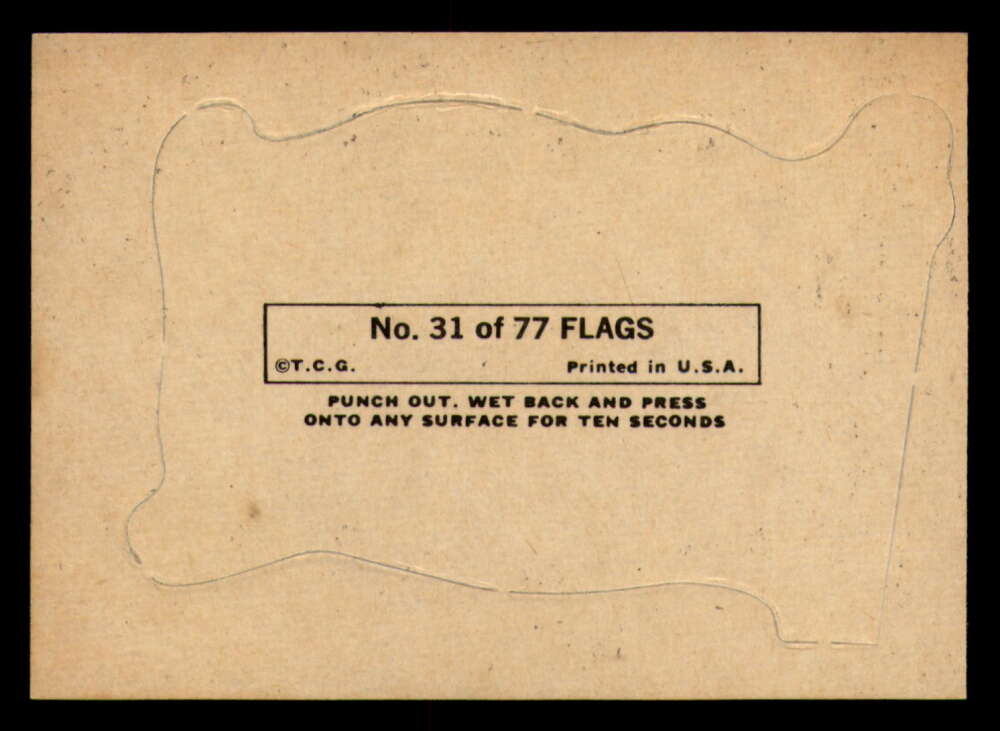 No. 31 of 77 FLAGS
©T.C.G. Printed in U.S.A.
PUNCH OUT. WET BACK AND PRESS
ONTO ANY SURFACE FOR TEN SECONDS